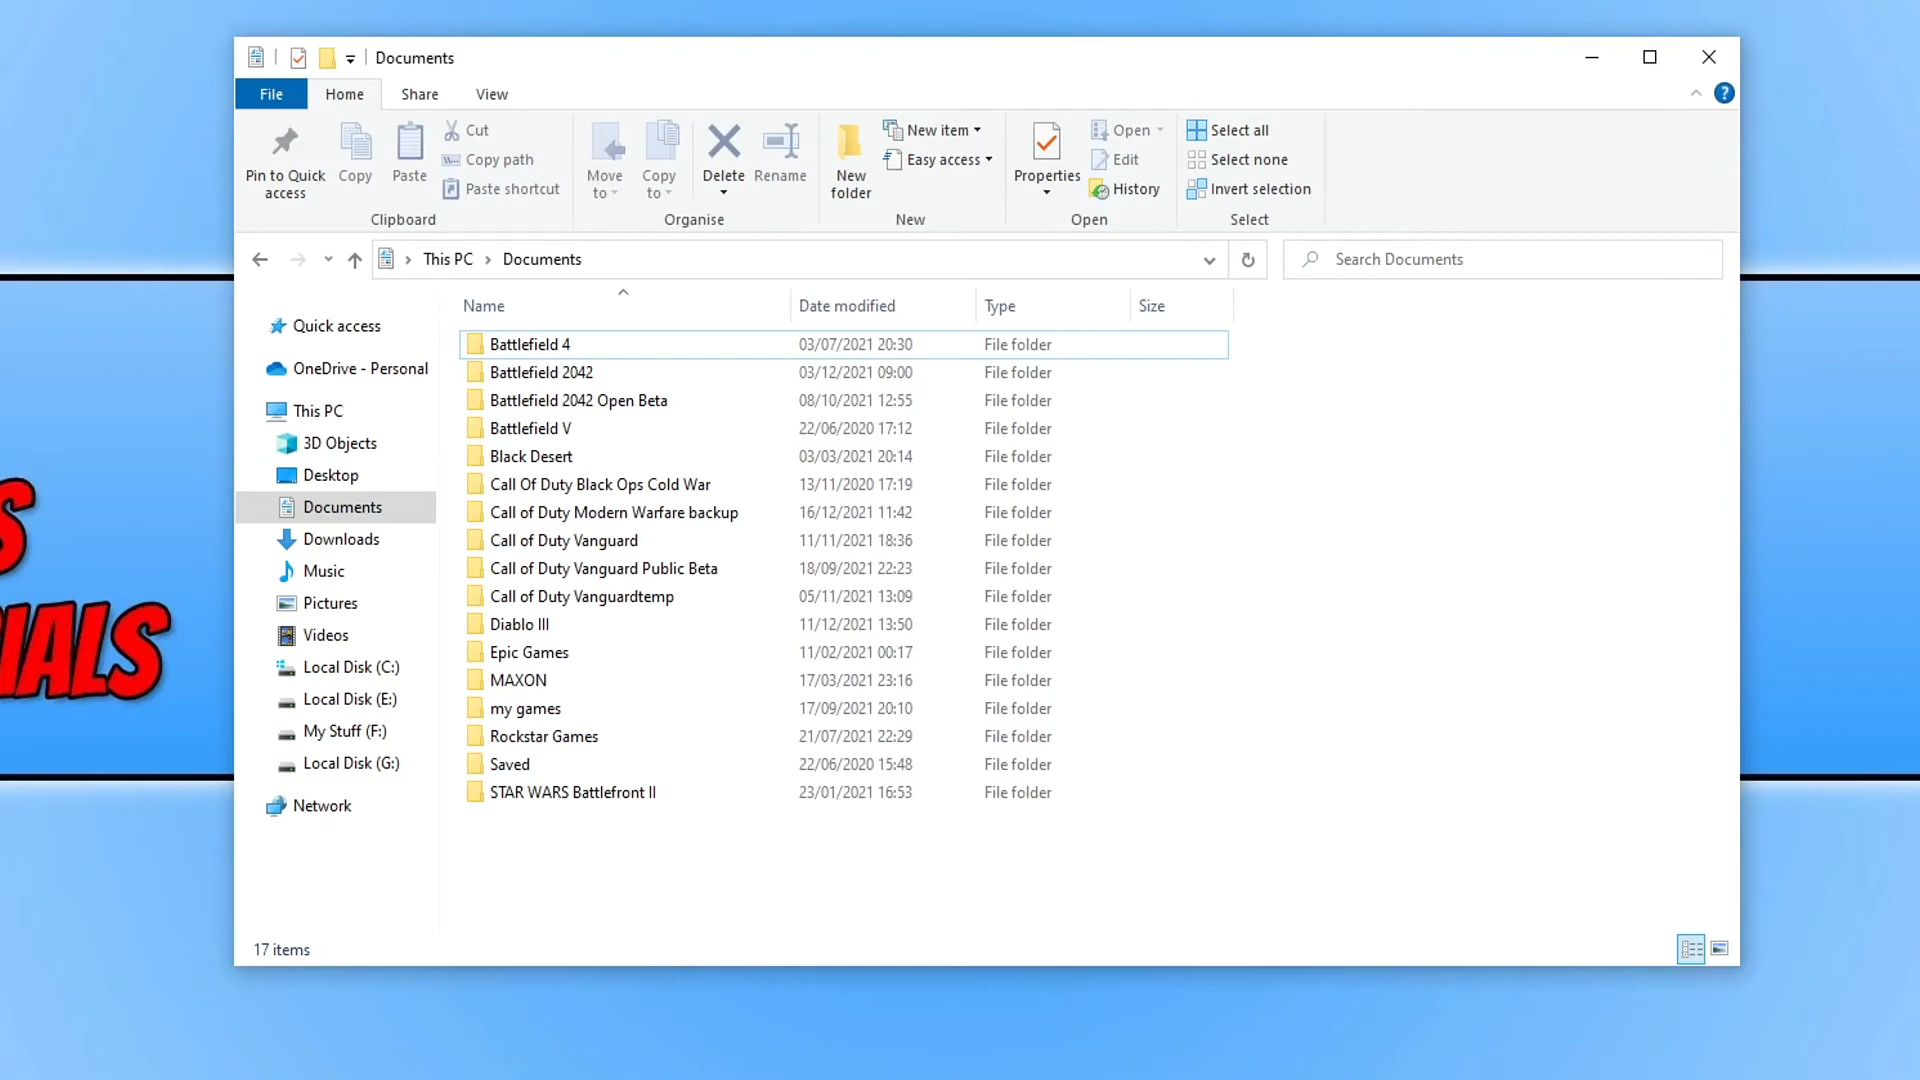 Documents
File Home Share View
Pin to Quick access
Copy
Paste
Cut
Copy path
Paste shortcut
Clipboard
Move to
Copy to
Delete
Rename
Organise
New folder
New item
Easy access
New
Properties
Open
Edit
History
Open
Select all
Select none
Invert selection
Select
This PC > Documents
Search Documents
Quick access
OneDrive - Personal
This PC
3D Objects
Desktop
Documents
Downloads
Music
Pictures
Videos
Local Disk (C:)
Local Disk (E:)
My Stuff (F:)
Local Disk (G:)
Network
Name Date modified Type Size
Battlefield 4 03/07/2021 20:30 File folder
Battlefield 2042 03/12/2021 09:00 File folder
Battlefield 2042 Open Beta 08/10/2021 12:55 File folder
Battlefield V 22/06/2020 17:12 File folder
Black Desert 03/03/2021 20:14 File folder
Call Of Duty Black Ops Cold War 13/11/2020 17:19 File folder
Call of Duty Modern Warfare backup 16/12/2021 11:42 File folder
Call of Duty Vanguard 11/11/2021 18:36 File folder
Call of Duty Vanguard Public Beta 18/09/2021 22:23 File folder
Call of Duty Vanguardtemp 05/11/2021 13:09 File folder
Diablo III 11/12/2021 13:50 File folder
Epic Games 11/02/2021 00:17 File folder
MAXON 17/03/2021 23:16 File folder
my games 17/09/2021 20:10 File folder
Rockstar Games 21/07/2021 22:29 File folder
Saved 22/06/2020 15:48 File folder
STAR WARS Battlefront II 23/01/2021 16:53 File folder
17 items
S
IALS